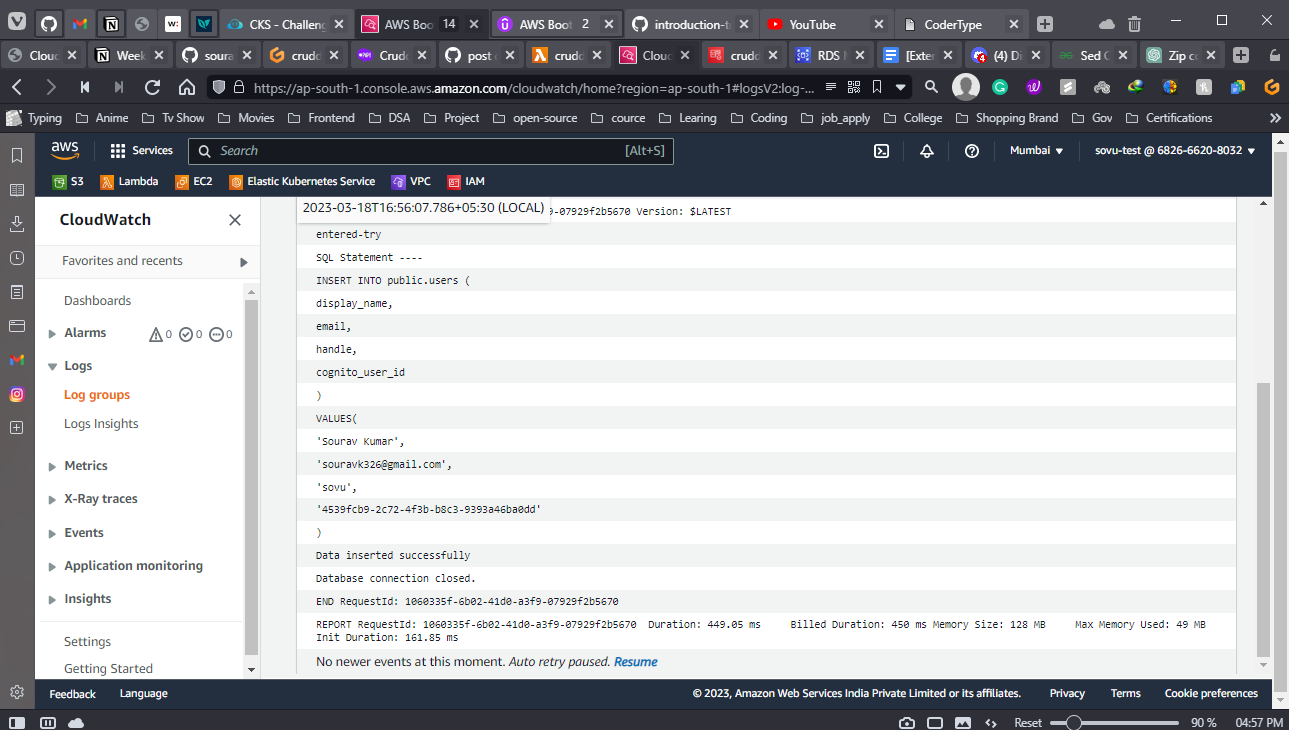 CKS - Challeng
AWS Boo 14
AWS Boot 2
introduction-t
YouTube
CoderType
Cloud
Week
soura
crudd
Crudd
post c
crudd
Cloud
crudd
RDS M
[Exter
(4) Di
Sed C
Zip co
https://ap-south-1.console.aws.amazon.com/cloudwatch/home?region=ap-south-1#logsV2:log-...
Typing Anime Tv Show Movies Frontend DSA Project open-source cource Learing Coding job_apply College Shopping Brand Gov Certifications
aws Services Search [Alt+S] Mumbai sovu-test @ 6826-6620-8032
S3 Lambda EC2 Elastic Kubernetes Service VPC IAM
CloudWatch
Favorites and recents
Dashboards
Alarms 0 0 0
Logs
Log groups
Logs Insights
Metrics
X-Ray traces
Events
Application monitoring
Insights
Settings
Getting Started
2023-03-18T16:56:07.786+05:30 (LOCAL) 9-07929f2b5670 Version: $LATEST
entered-try
SQL Statement ----
INSERT INTO public.users (
display_name,
email,
handle,
cognito_user_id
)
VALUES(
'Sourav Kumar',
'souravk326@gmail.com',
'sovu',
'4539fcb9-2c72-4f3b-b8c3-9393a46ba0dd'
)
Data inserted successfully
Database connection closed.
END RequestId: 1060335f-6b02-41d0-a3f9-07929f2b5670
REPORT RequestId: 1060335f-6b02-41d0-a3f9-07929f2b5670 Duration: 449.05 ms Billed Duration: 450 ms Memory Size: 128 MB Max Memory Used: 49 MB
Init Duration: 161.85 ms
No newer events at this moment. Auto retry paused. Resume
Feedback Language © 2023, Amazon Web Services India Private Limited or its affiliates. Privacy Terms Cookie preferences
Reset 90 % 04:57 PM